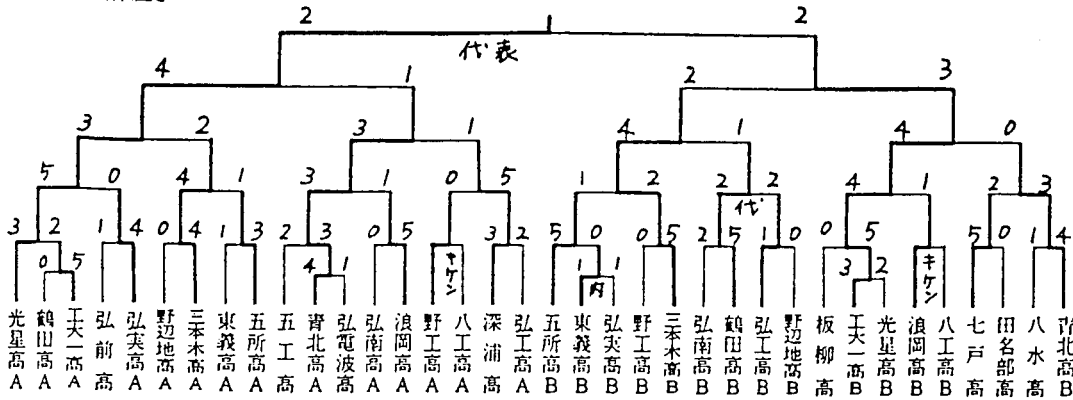 2 2
代表
4 1 2 3
3 2 3 1 4 1 4 0
5 0 4 1 3 1 0 5 1 2 2 2 4 1 2 3
代
3 2 1 4 0 4 1 3 2 3 0 5 キケン 3 2 5 0 0 5 2 5 1 0 0 5 キケン 5 0 1 4
0 5 4 1 1 1 3 2
内
光星高A
鶴田高A
工大一高A
弘前高
弘実高A
野辺地高A
三本木高A
東義高A
五所高A
五工高
青北高A
弘電波高
弘南高A
浪岡高A
野工高A
八工高A
深浦高
弘工高A
五所高B
東義高B
弘実高B
野工高B
三本木高B
弘南高B
鶴田高B
弘工高B
野辺地高B
板柳高
工大一高B
光星高B
浪岡高B
八工高B
七戸高
田名部高
八水高
青北高B